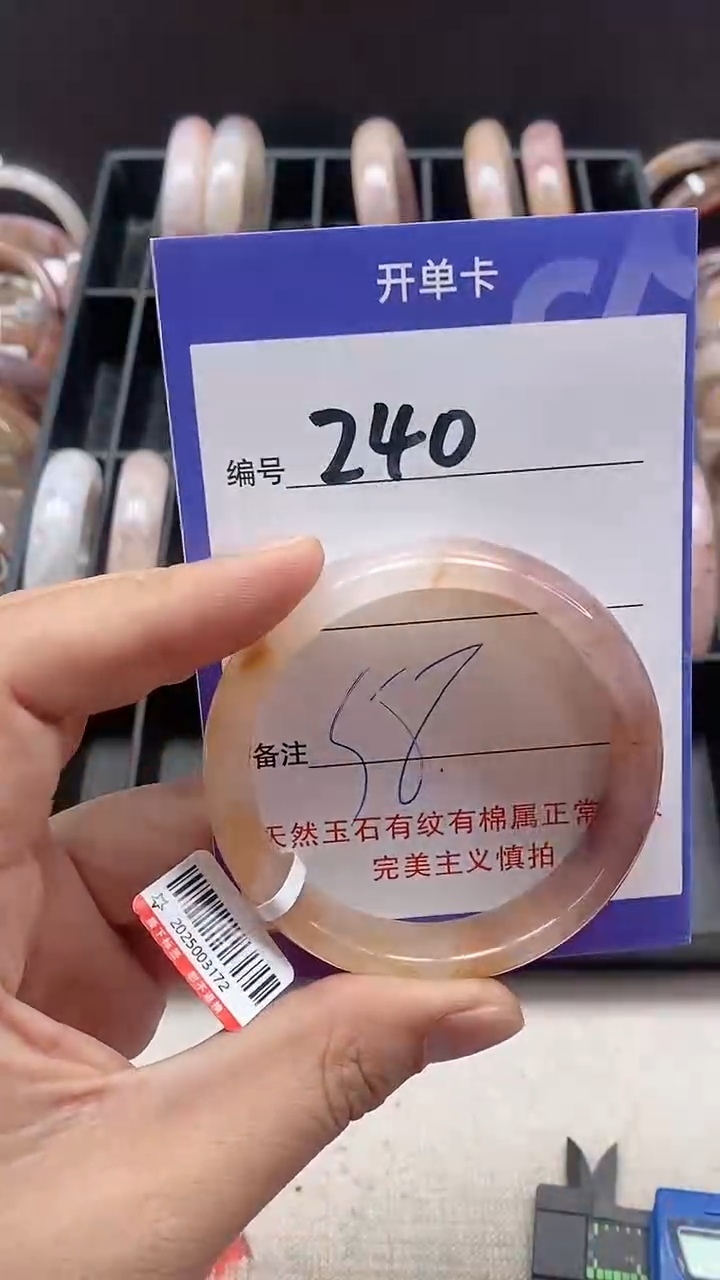 开单卡
编号 240
备注 58.
天然玉石有纹有棉属正常
完美主义慎拍
2025003172